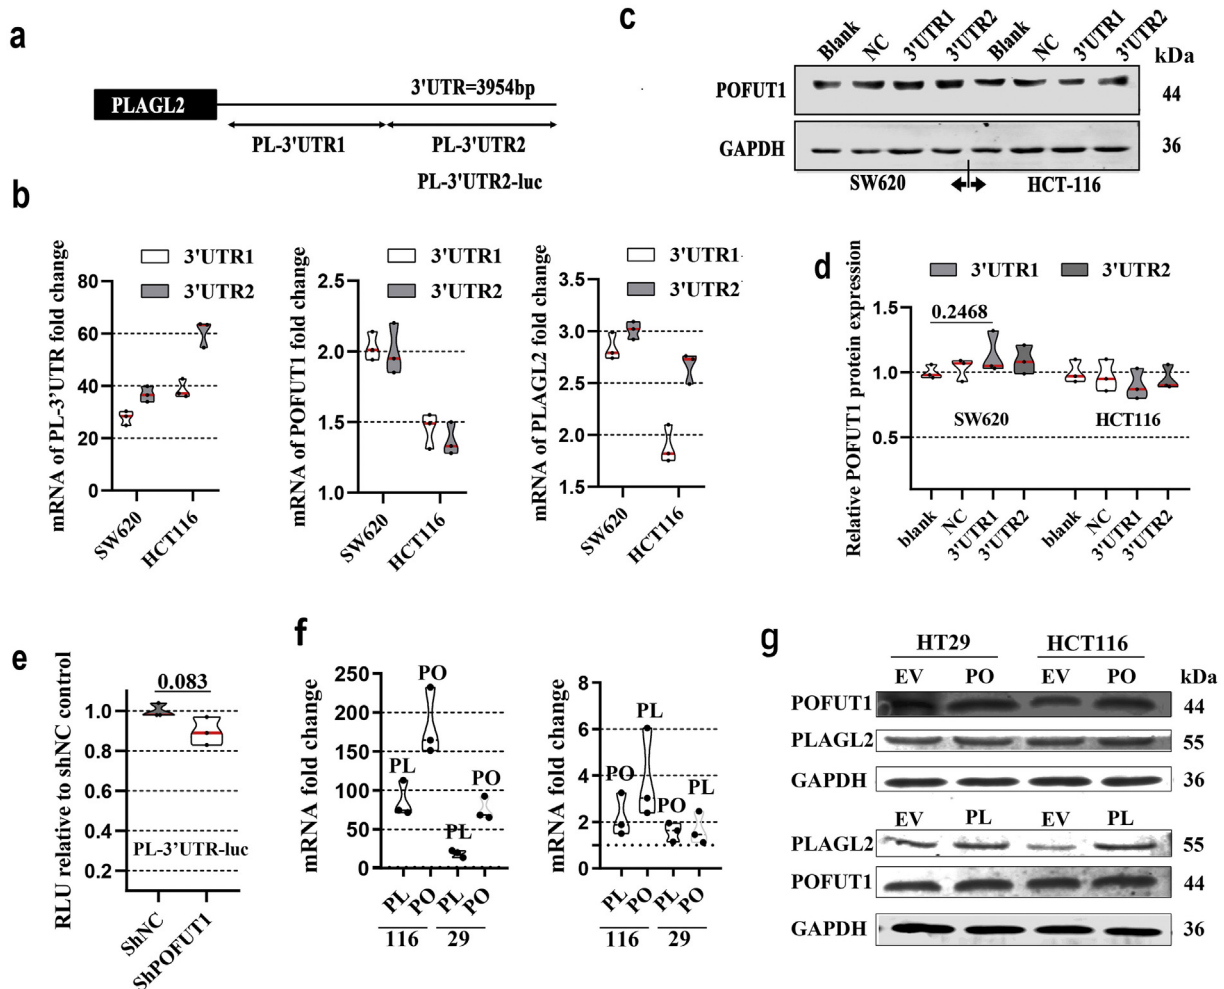 a
PLAGL2
3'UTR=3954bp
PL-3'UTR1
PL-3'UTR2
PL-3'UTR2-luc
b
mRNA of PL-3'UTR fold change
3'UTR1
3'UTR2
80
60
40
20
0
SW620
HCT116
mRNA of POFUT1 fold change
3'UTR1
3'UTR2
2.5
2.0
1.5
1.0
SW620
HCT116
mRNA of PLAGL2 fold change
3'UTR1
3'UTR2
3.5
3.0
2.5
2.0
1.5
SW620
HCT116
c
Blank NC 3'UTR1 3'UTR2 Blank NC 3'UTR1 3'UTR2
kDa
POFUT1 44
GAPDH 36
SW620 HCT-116
d
Relative POFUT1 protein expression
3'UTR1 3'UTR2
1.5
0.2468
1.0
SW620 HCT116
0.5
blank NC 3'UTR1 3'UTR2 blank NC 3'UTR1 3'UTR2
e
RLU relative to shNC control
0.083
1.0
0.8
0.6
0.4
PL-3'UTR-luc
0.2
ShNC
ShPOFUT1
f
mRNA fold change
250
200
150
100
50
0
PL
PO
PL
PO
PL PO PL PO
116 29
mRNA fold change
8
6
4
2
0
PO
PL
PO
PL
PL PO PL PO
116 29
g
HT29 HCT116
EV PO EV PO kDa
POFUT1 44
PLAGL2 55
GAPDH 36
EV PL EV PL
PLAGL2 55
POFUT1 44
GAPDH 36